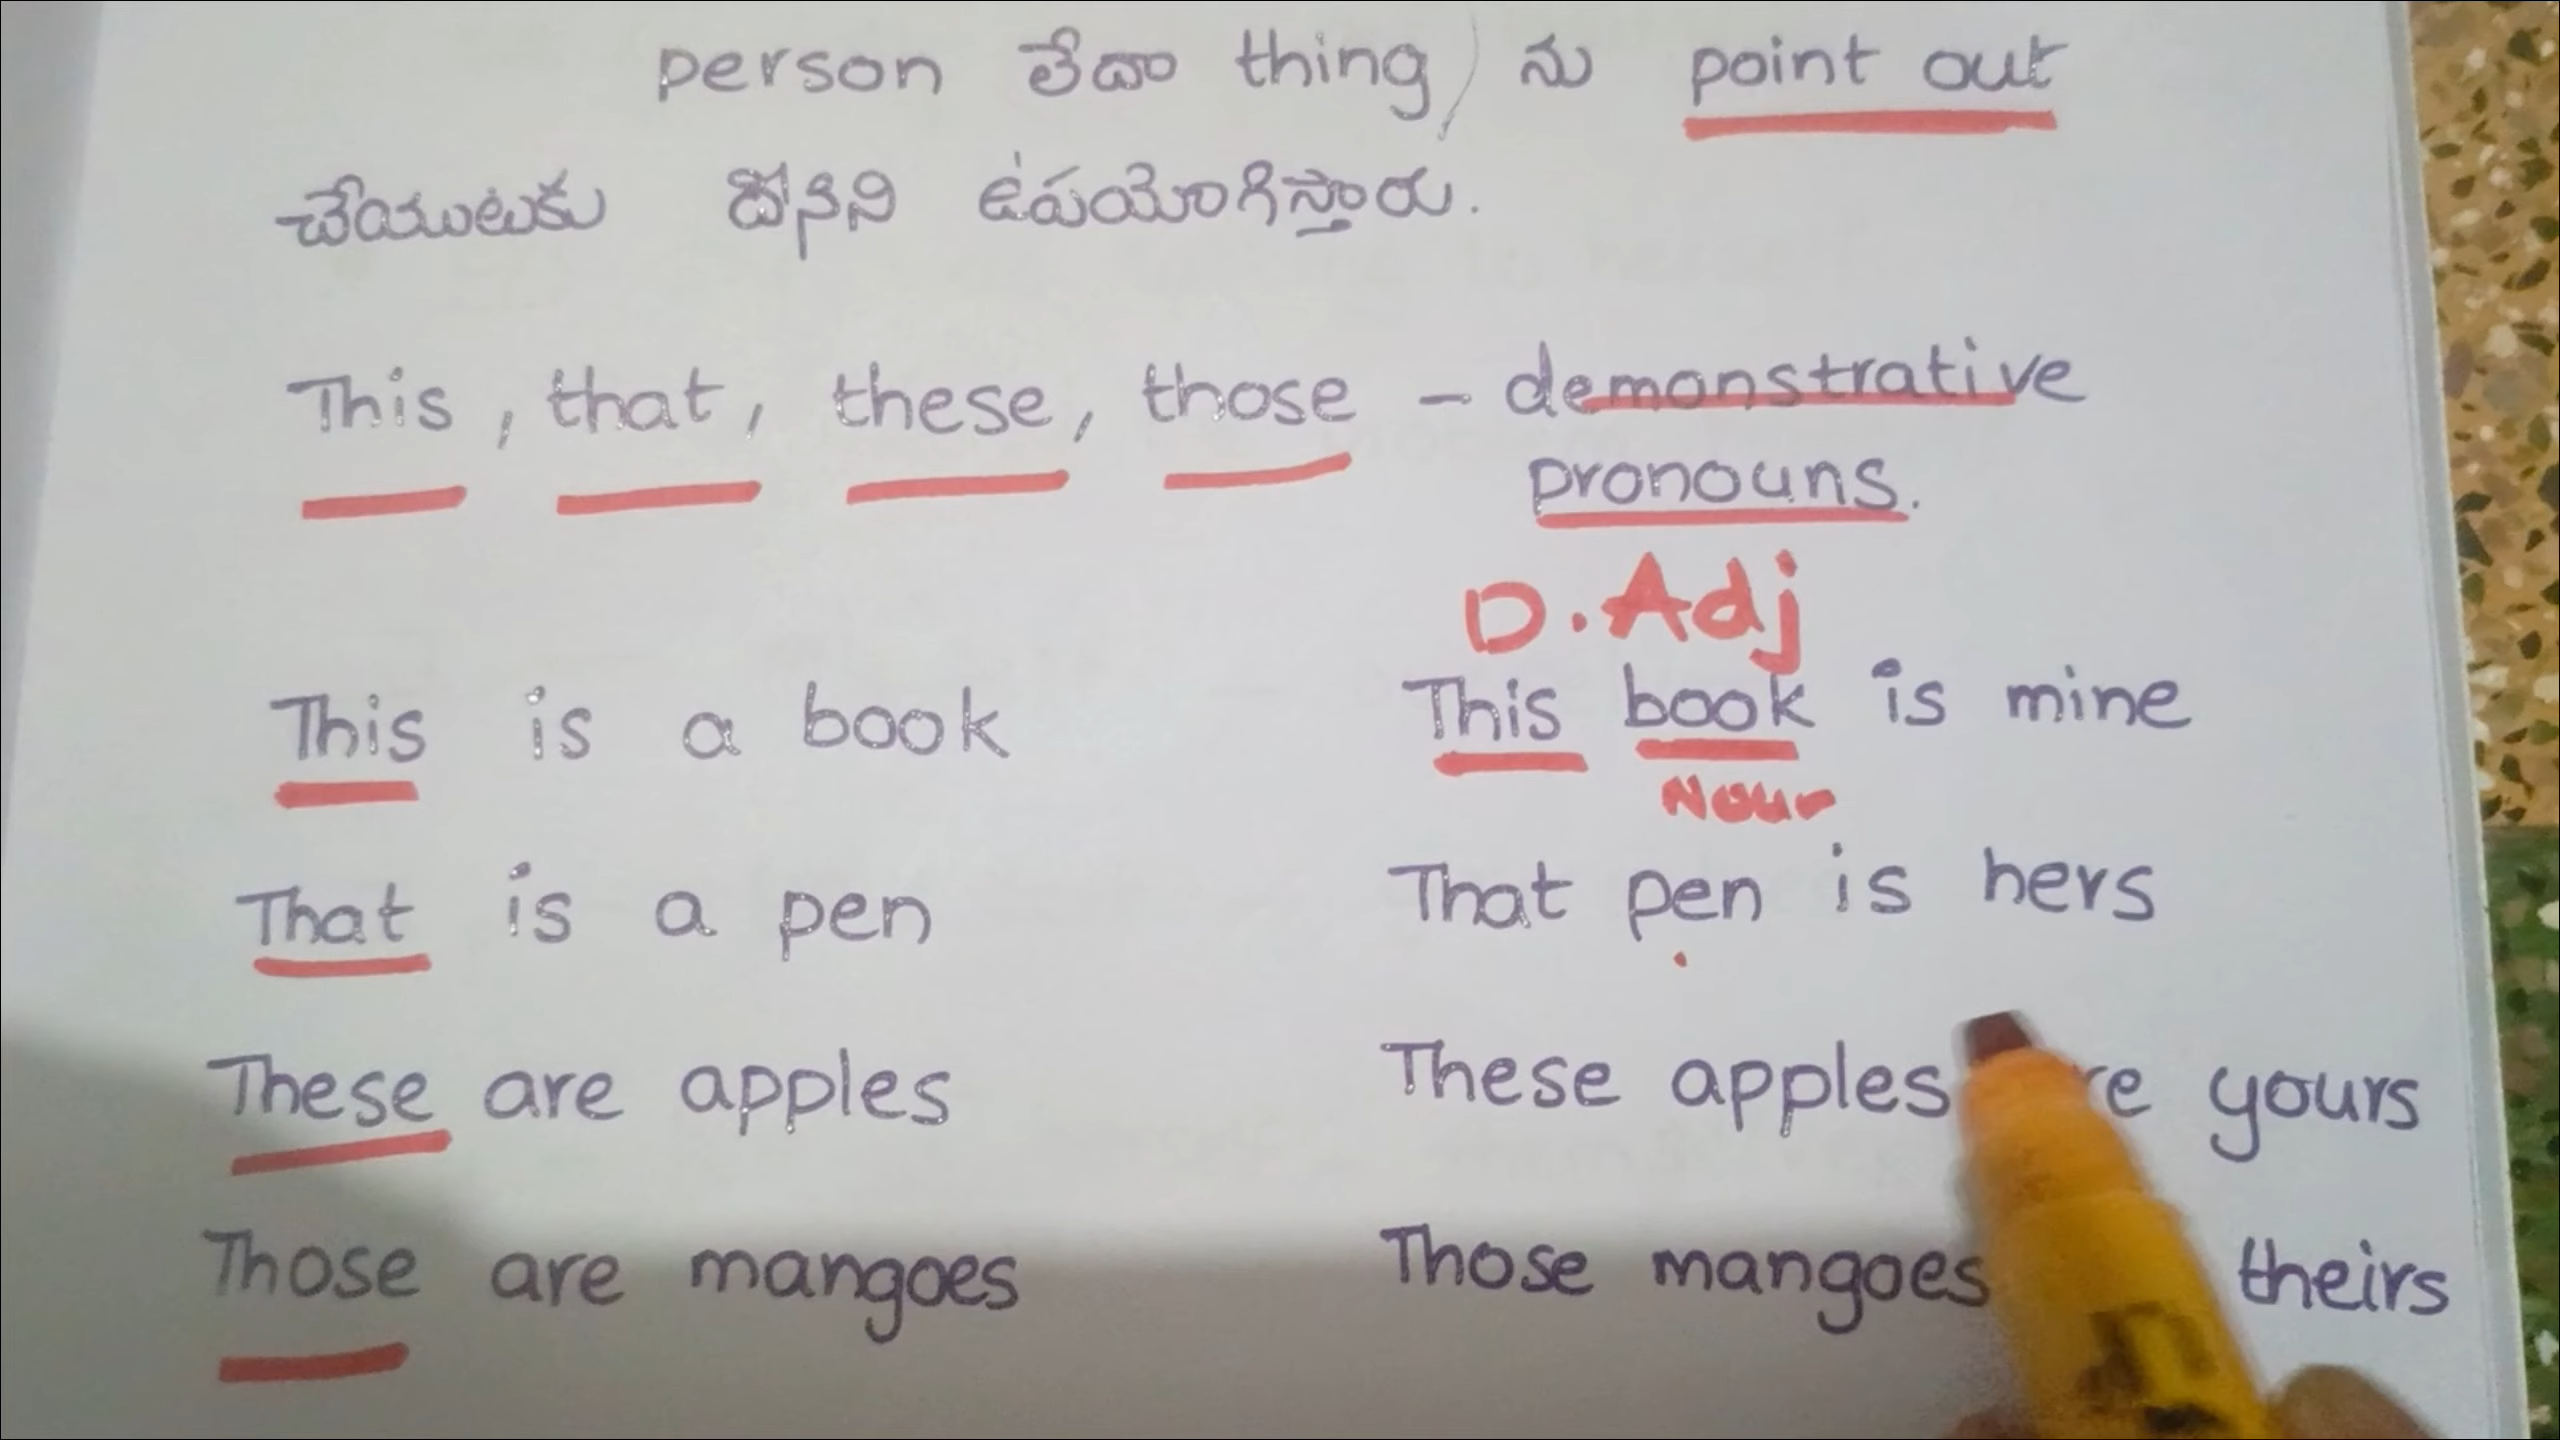 person లేదా thing) ను point out
చేయుటకు దీనిని ఉపయోగిస్తారు.
This, that, these, those - demonstrative
pronouns.
D. Adj
This is a book This book is mine
Noun
That is a pen That pen is hers
These are apples These apples yours
Those are mangoes Those mangoes theirs